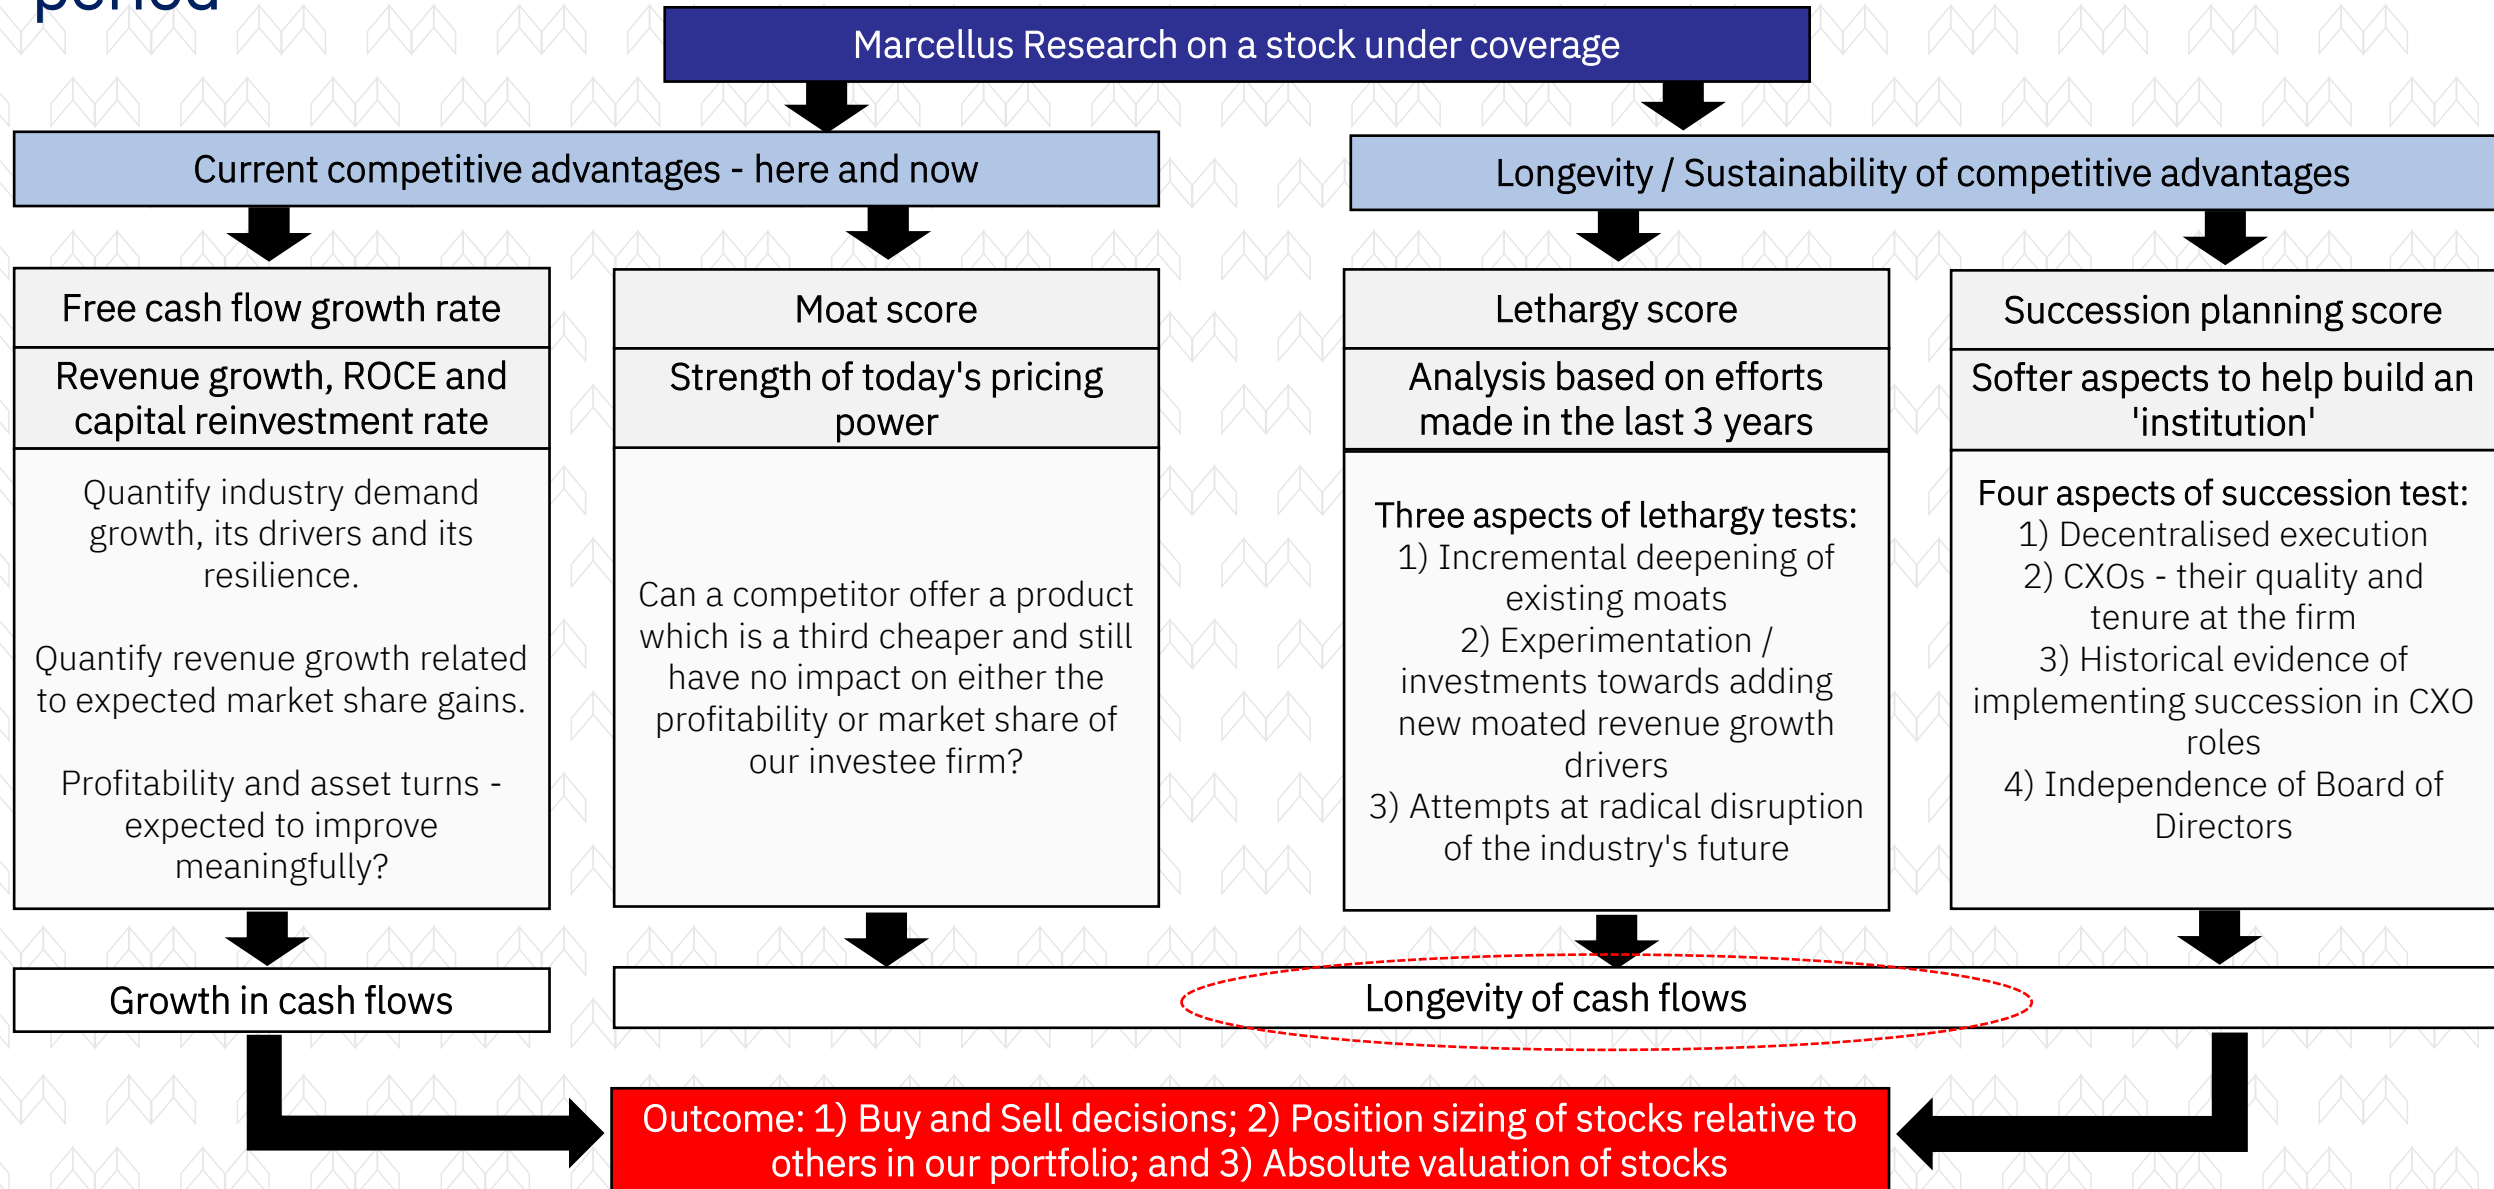 period
Marcellus Research on a stock under coverage
Current competitive advantages - here and now
Longevity / Sustainability of competitive advantages
Free cash flow growth rate
Revenue growth, ROCE and
capital reinvestment rate
Quantify industry demand
growth, its drivers and its
resilience.
Quantify revenue growth related
to expected market share gains.
Profitability and asset turns -
expected to improve
meaningfully?
Moat score
Strength of today's pricing
power
Can a competitor offer a product
which is a third cheaper and still
have no impact on either the
profitability or market share of
our investee firm?
Lethargy score
Analysis based on efforts
made in the last 3 years
Three aspects of lethargy tests:
1) Incremental deepening of
existing moats
2) Experimentation /
investments towards adding
new moated revenue growth
drivers
3) Attempts at radical disruption
of the industry's future
Succession planning score
Softer aspects to help build an
'institution'
Four aspects of succession test:
1) Decentralised execution
2) CXOs - their quality and
tenure at the firm
3) Historical evidence of
implementing succession in CXO
roles
4) Independence of Board of
Directors
Growth in cash flows
Longevity of cash flows
Outcome: 1) Buy and Sell decisions; 2) Position sizing of stocks relative to
others in our portfolio; and 3) Absolute valuation of stocks